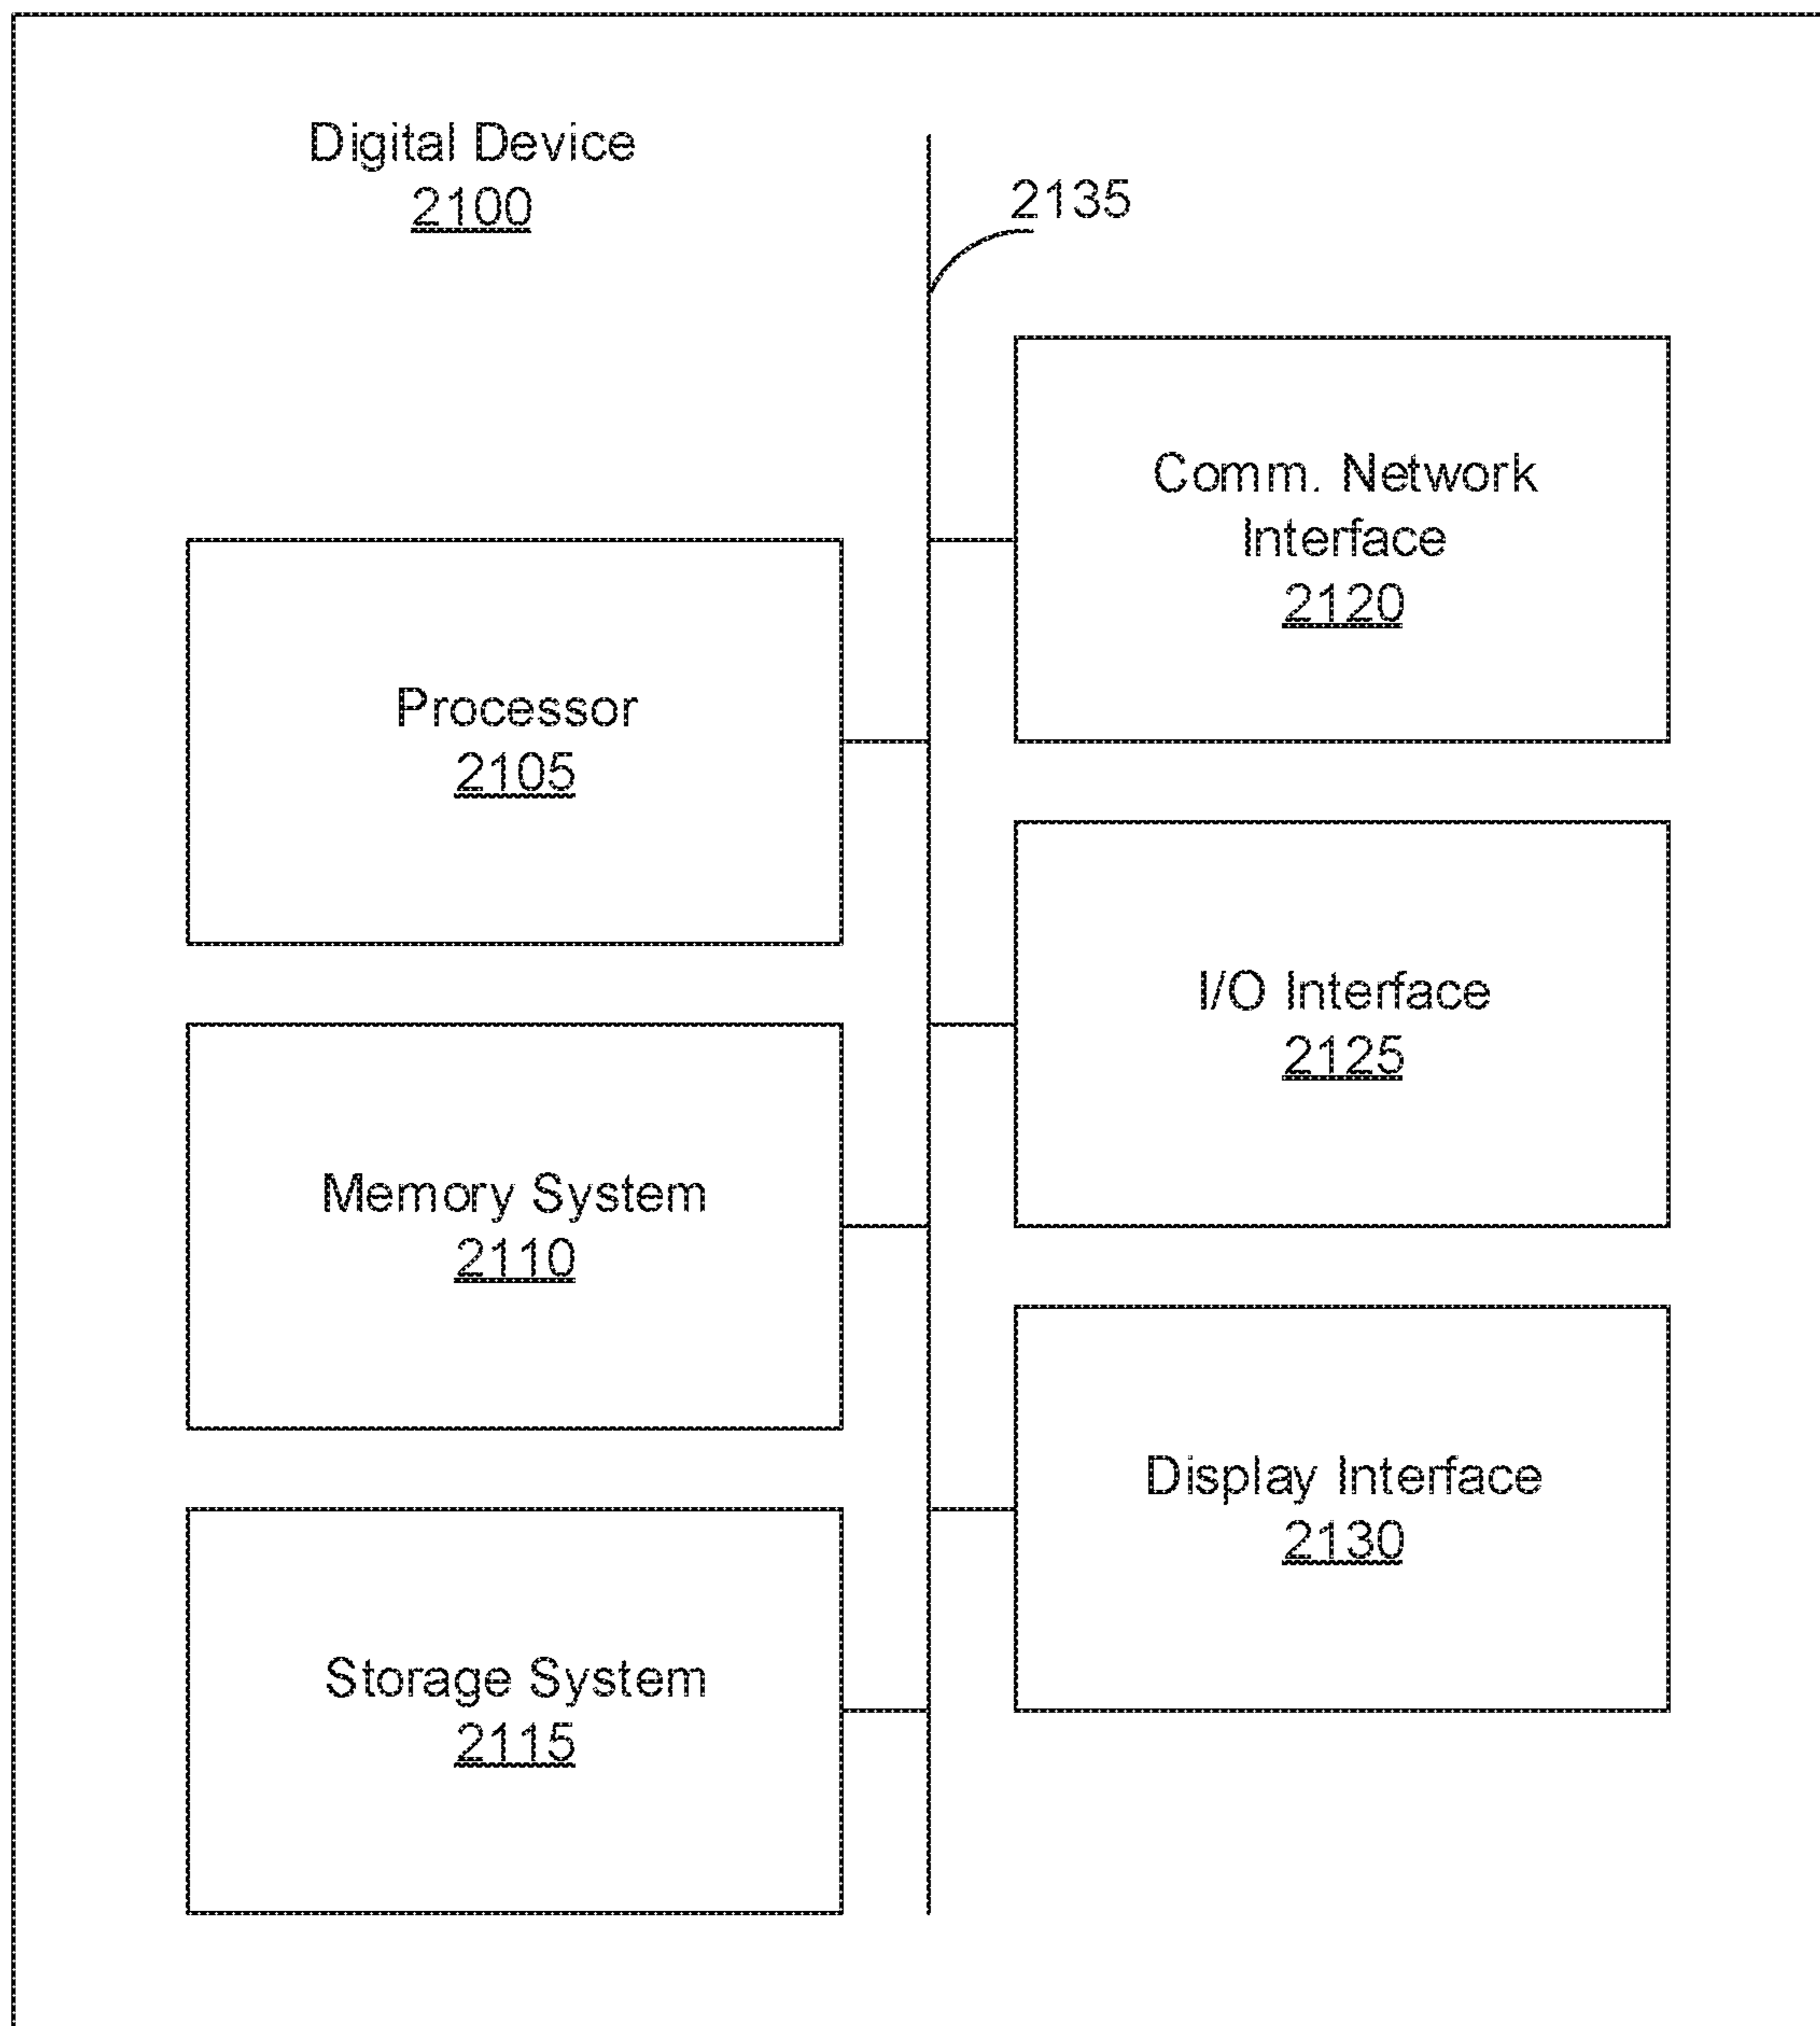 Digital Device
2100
2135
Comm. Network
Interface
2120
Processor
2105
I/O Interface
2125
Memory System
2110
Display Interface
2130
Storage System
2115